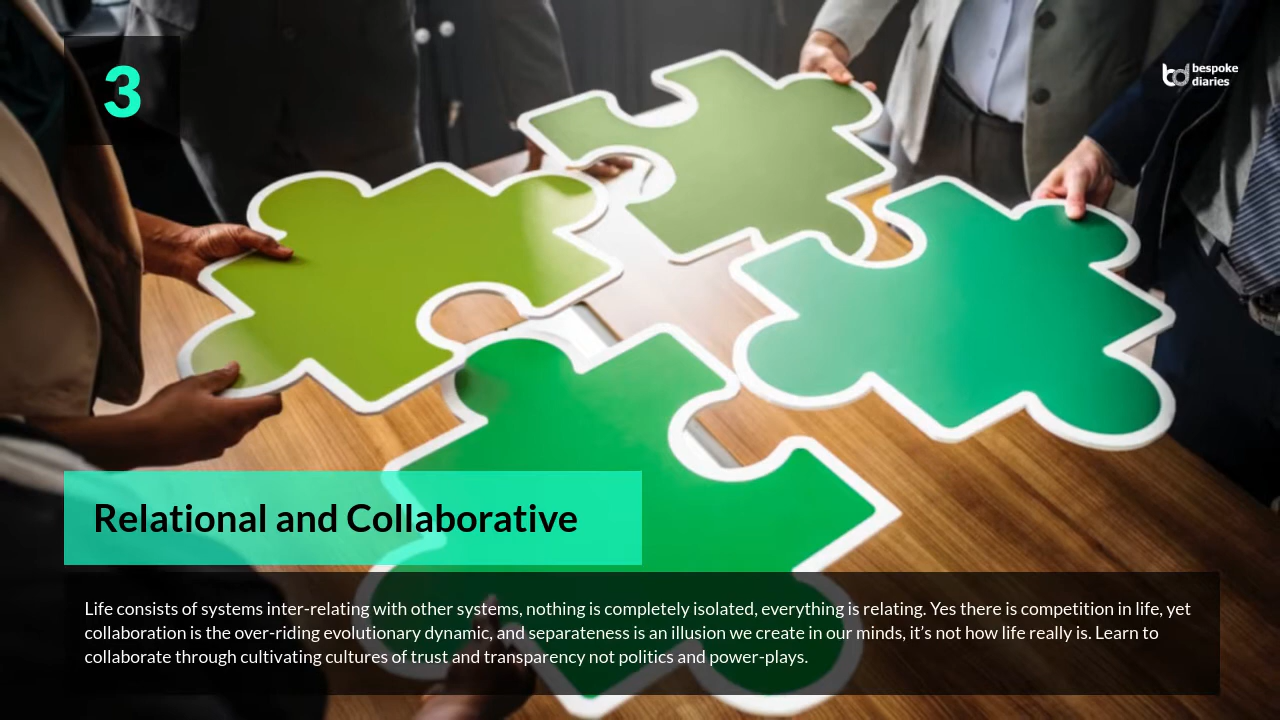 3
bespoke
diaries
Relational and Collaborative
Life consists of systems inter-relating with other systems, nothing is completely isolated, everything is relating. Yes there is competition in life, yet
collaboration is the over-riding evolutionary dynamic, and separateness is an illusion we create in our minds, it’s not how life really is. Learn to
collaborate through cultivating cultures of trust and transparency not politics and power-plays.